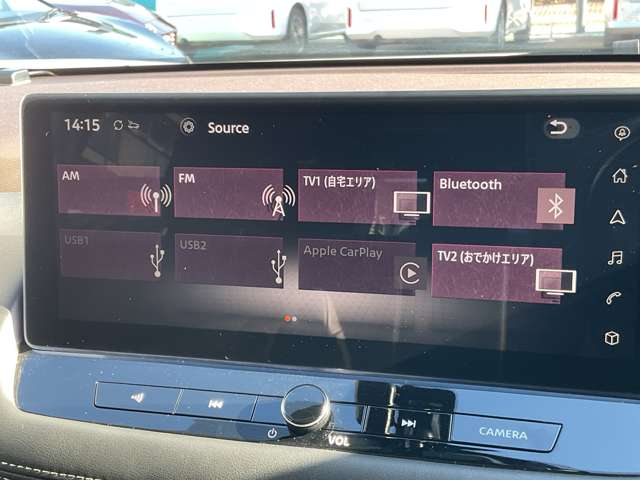 14:15 Source
AM FM TV1 (自宅エリア) Bluetooth
USB1 USB2 Apple CarPlay TV2 (おでかけエリア)
VOL CAMERA